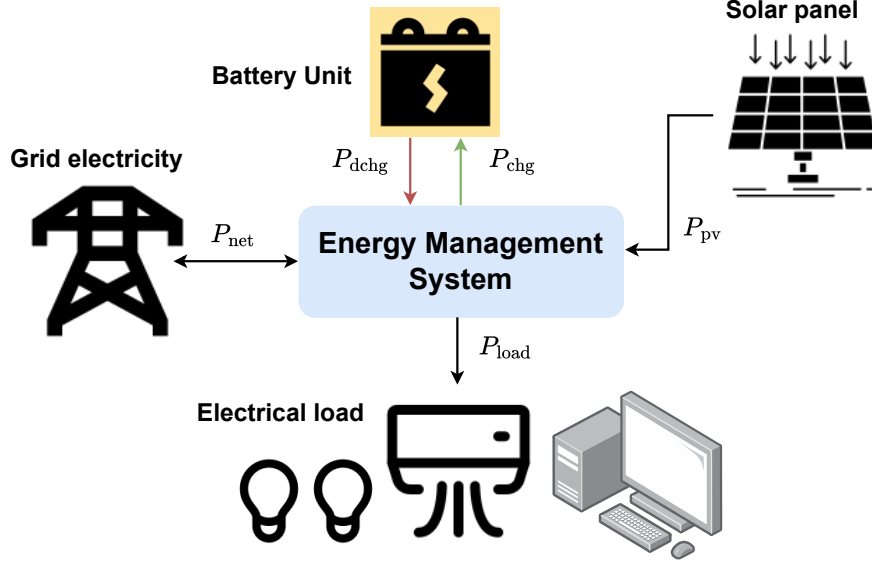 Solar panel
Battery Unit
Grid electricity
P_dchg
P_chg
P_net
P_pv
Energy Management
System
P_load
Electrical load